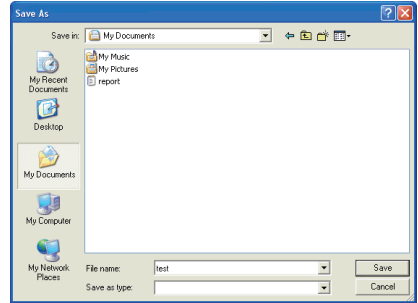 Save As
Save in: My Documents
My Music
My Pictures
report
My Recent
Documents
Desktop
My Documents
My Computer
My Network
Places
File name: test Save
Save as type: Cancel